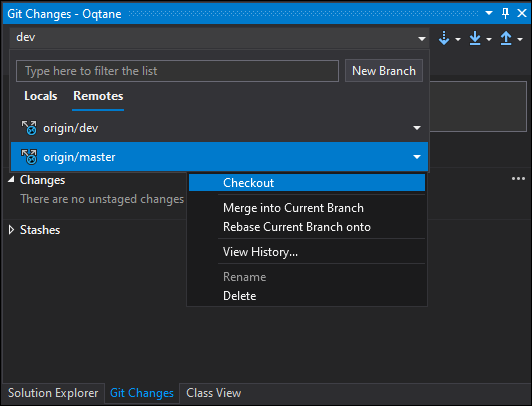 Git Changes - Oqtane
dev
Type here to filter the list
New Branch
Locals Remotes
origin/dev
origin/master
Checkout
Changes
There are no unstaged changes
Merge into Current Branch
Rebase Current Branch onto
Stashes
View History...
Rename
Delete
Solution Explorer Git Changes Class View